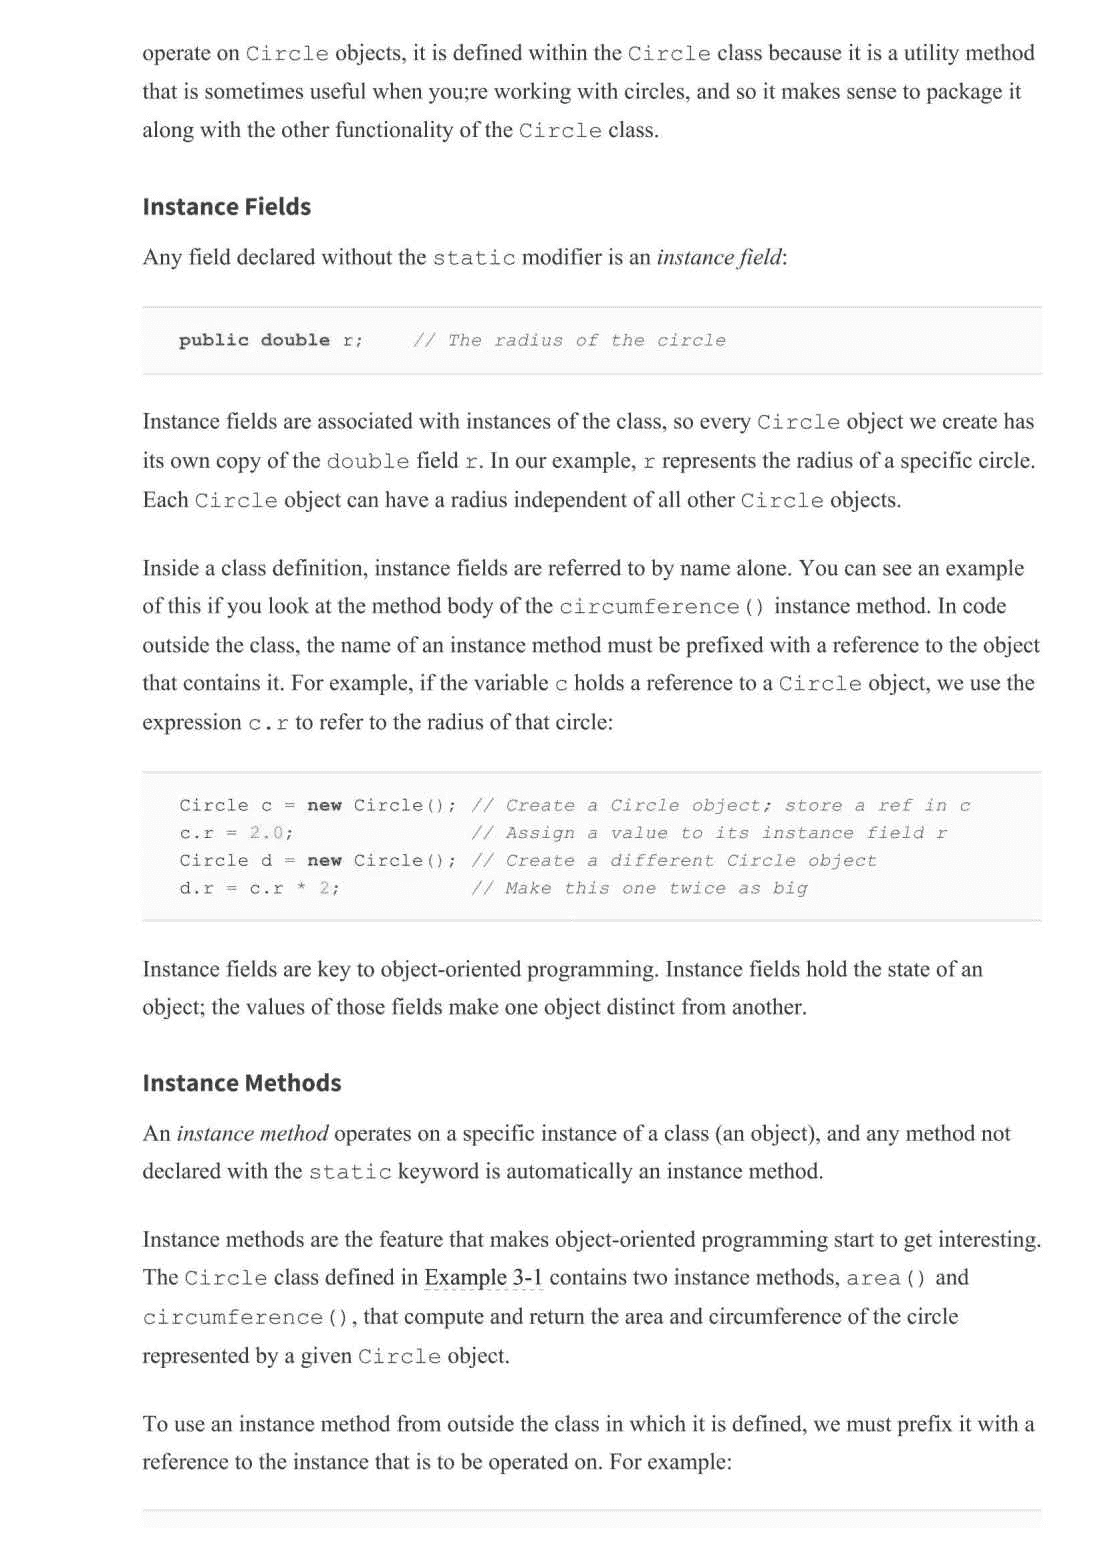 operate on Circle objects, it is defined within the Circle class because it is a utility method
that is sometimes useful when you;re working with circles, and so it makes sense to package it
along with the other functionality of the Circle class.
Instance Fields
Any field declared without the static modifier is an instance field:
public double r;    // The radius of the circle
Instance fields are associated with instances of the class, so every Circle object we create has
its own copy of the double field r. In our example, r represents the radius of a specific circle.
Each Circle object can have a radius independent of all other Circle objects.
Inside a class definition, instance fields are referred to by name alone. You can see an example
of this if you look at the method body of the circumference() instance method. In code
outside the class, the name of an instance method must be prefixed with a reference to the object
that contains it. For example, if the variable c holds a reference to a Circle object, we use the
expression c.r to refer to the radius of that circle:
Circle c = new Circle(); // Create a Circle object; store a ref in c
c.r = 2.0;               // Assign a value to its instance field r
Circle d = new Circle(); // Create a different Circle object
d.r = c.r * 2;           // Make this one twice as big
Instance fields are key to object-oriented programming. Instance fields hold the state of an
object; the values of those fields make one object distinct from another.
Instance Methods
An instance method operates on a specific instance of a class (an object), and any method not
declared with the static keyword is automatically an instance method.
Instance methods are the feature that makes object-oriented programming start to get interesting.
The Circle class defined in Example 3-1 contains two instance methods, area() and
circumference(), that compute and return the area and circumference of the circle
represented by a given Circle object.
To use an instance method from outside the class in which it is defined, we must prefix it with a
reference to the instance that is to be operated on. For example: